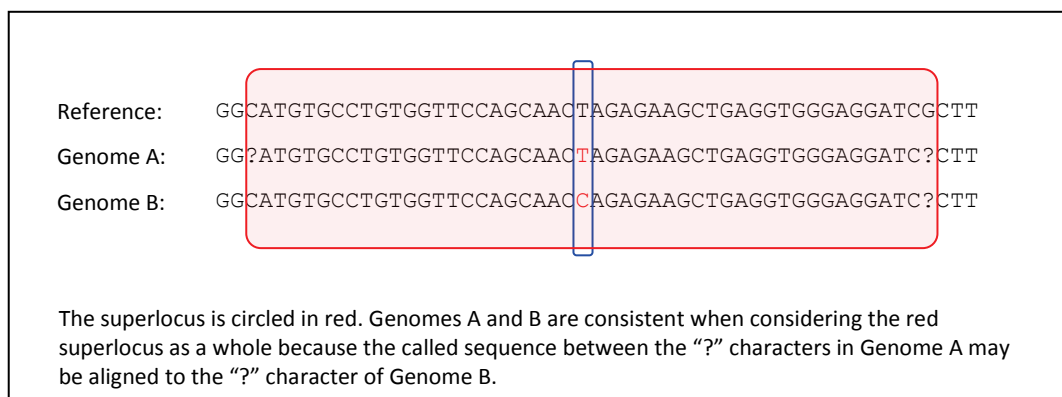 Reference: GGCATGTGCCTGTGGTTCCAGCAACTAGAGAAGCTGAGGTGGGAGGATCGCTT
Genome A: GG?ATGTGCCTGTGGTTCCAGCAACTAGAGAAGCTGAGGTGGGAGGATC?CTT
Genome B: GGCATGTGCCTGTGGTTCCAGCAACCAGAGAAGCTGAGGTGGGAGGATC?CTT
The superlocus is circled in red. Genomes A and B are consistent when considering the red
superlocus as a whole because the called sequence between the “?” characters in Genome A may
be aligned to the “?” character of Genome B.